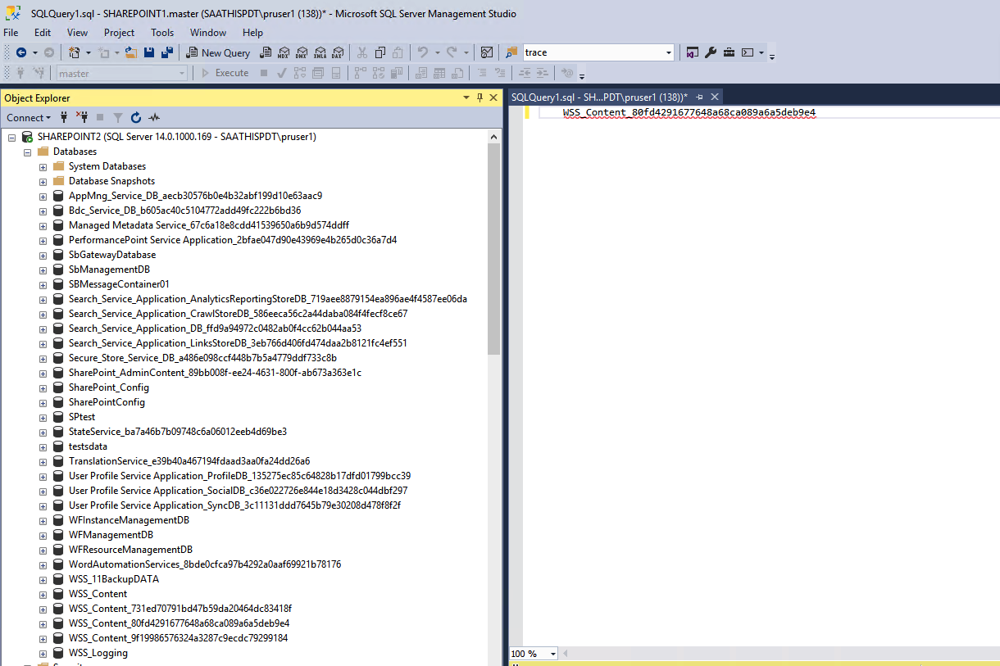 SQLQuery1.sql - SHAREPOINT1.master (SAATHISPDT\pruser1 (138))* - Microsoft SQL Server Management Studio
File Edit View Project Tools Window Help
New Query MDX DMX XMLA DAX trace
master Execute
Object Explorer
Connect
SHAREPOINT2 (SQL Server 14.0.1000.169 - SAATHISPDT\pruser1)
Databases
System Databases
Database Snapshots
AppMng_Service_DB_aecb30576b0e4b32abf199d10e63aac9
Bdc_Service_DB_b605ac40c5104772add49fc222b6bd36
Managed Metadata Service_67c6a18e8cdd41539650a6b9d574ddff
PerformancePoint Service Application_2bfae047d90e43969e4b265d0c36a7d4
SbGatewayDatabase
SbManagementDB
SBMessageContainer01
Search_Service_Application_AnalyticsReportingStoreDB_719aee8879154ea896ae4f4587ee06da
Search_Service_Application_CrawlStoreDB_586eeca56c2a44daba084f4fecf8ce67
Search_Service_Application_DB_ffd9a94972c0482ab0f4cc62b044aa53
Search_Service_Application_LinksStoreDB_3eb766d406fd474daa2b8121fc4ef551
Secure_Store_Service_DB_a486e098ccf448b7b5a4779ddf733c8b
SharePoint_AdminContent_89bb008f-ee24-4631-800f-ab673a363e1c
SharePoint_Config
SharePointConfig
SPtest
StateService_ba7a46b7b09748c6a06012eeb4d69be3
testsdata
TranslationService_e39b40a467194fdaad3aa0fa24dd26a6
User Profile Service Application_ProfileDB_135275ec85c64828b17dfd01799bcc39
User Profile Service Application_SocialDB_c36e022726e844e18d3428c044dbf297
User Profile Service Application_SyncDB_3c11131ddd7645b79e30208d478f8f2f
WFInstanceManagementDB
WFManagementDB
WFResourceManagementDB
WordAutomationServices_8bde0cfca97b4292a0aaf69921b78176
WSS_11BackupDATA
WSS_Content
WSS_Content_731ed70791bd47b59da20464dc83418f
WSS_Content_80fd4291677648a68ca089a6a5deb9e4
WSS_Content_9f19986576324a3287c9ecdc79299184
WSS_Logging
SQLQuery1.sql - SH...PDT\pruser1 (138))*
WSS_Content_80fd4291677648a68ca089a6a5deb9e4
100 %